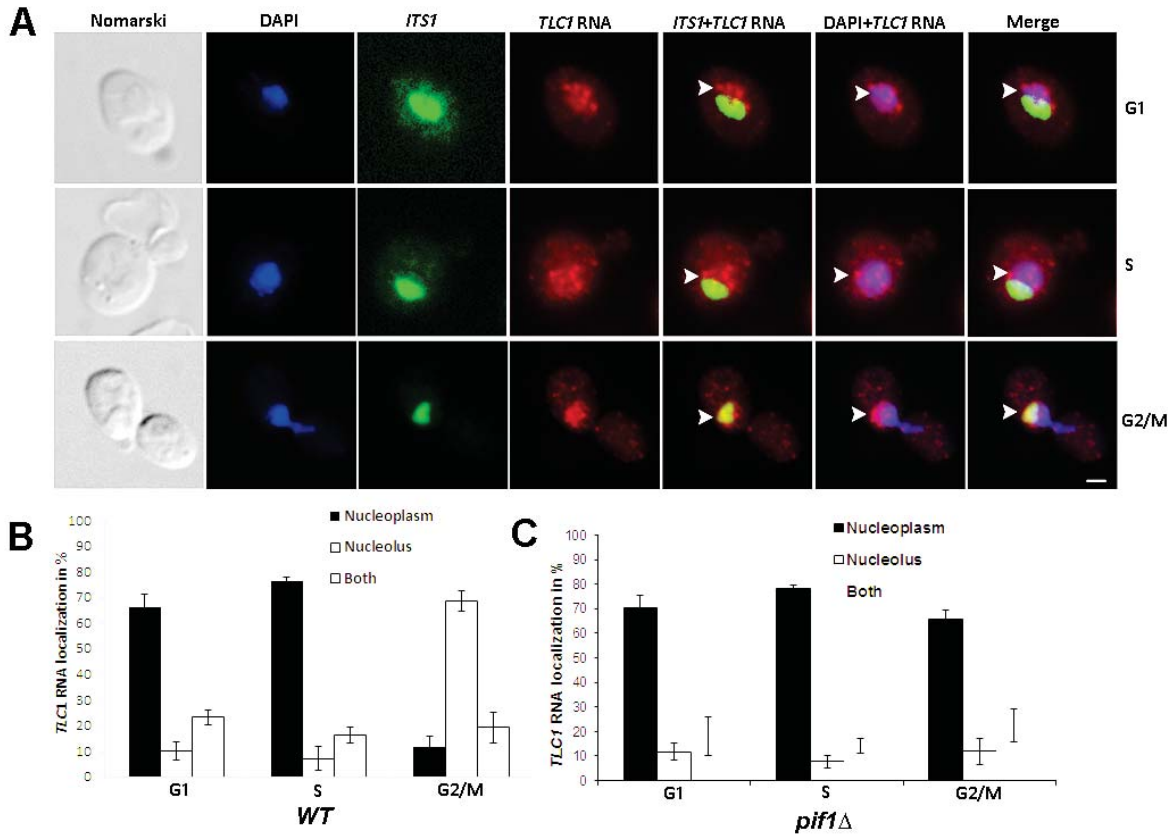 A
Nomarski DAPI ITS1 TLC1 RNA ITS1+TLC1 RNA DAPI+TLC1 RNA Merge
G1
S
G2/M
B
TLC1 RNA localization in %
100
90
80
70
60
50
40
30
20
10
0
Nucleoplasm
Nucleolus
Both
G1 S G2/M
WT
C
TLC1 RNA localization in %
100
90
80
70
60
50
40
30
20
10
0
Nucleoplasm
Nucleolus
Both
G1 S G2/M
pif1Δ